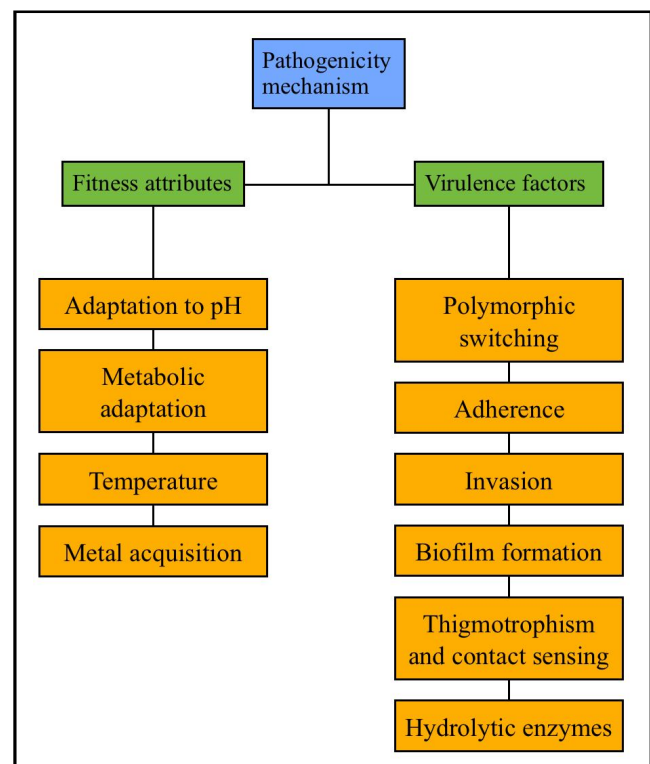 Pathogenicity
mechanism
Fitness attributes
Virulence factors
Adaptation to pH
Metabolic
adaptation
Temperature
Metal acquisition
Polymorphic
switching
Adherence
Invasion
Biofilm formation
Thigmotrophism
and contact sensing
Hydrolytic enzymes